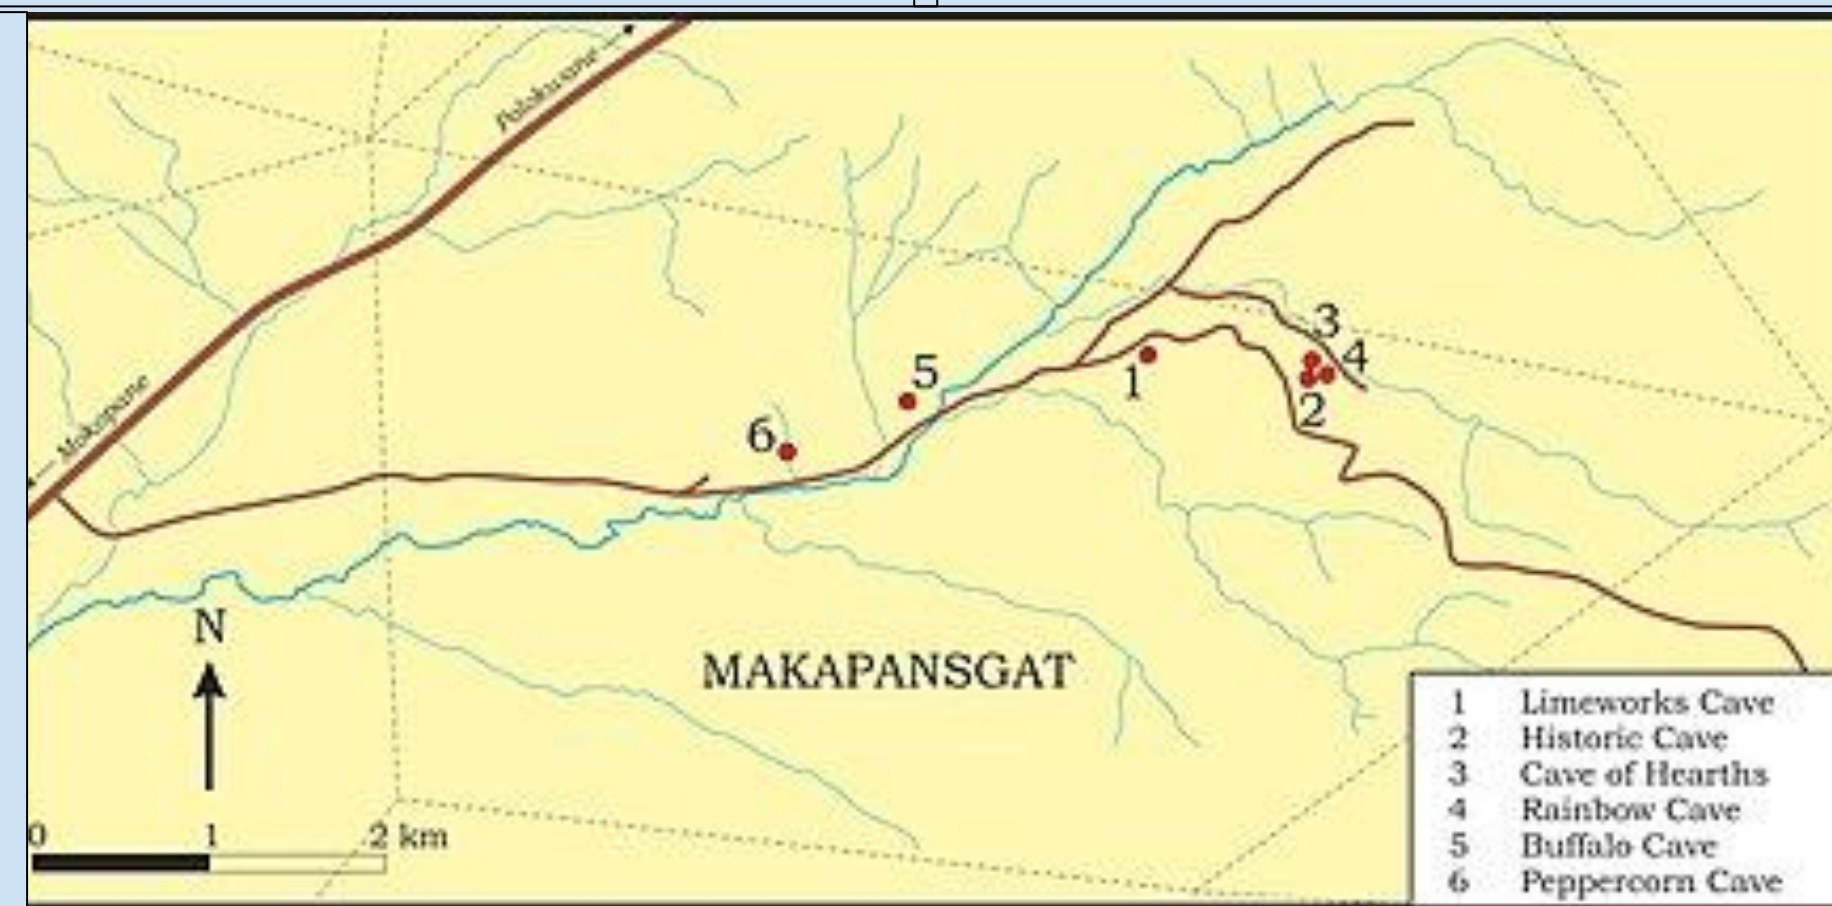 Polokwane
Makapane
3
4
5
1
2
6
N
MAKAPANSGAT
0 1 2 km
1 Limeworks Cave
2 Historic Cave
3 Cave of Hearths
4 Rainbow Cave
5 Buffalo Cave
6 Peppercorn Cave